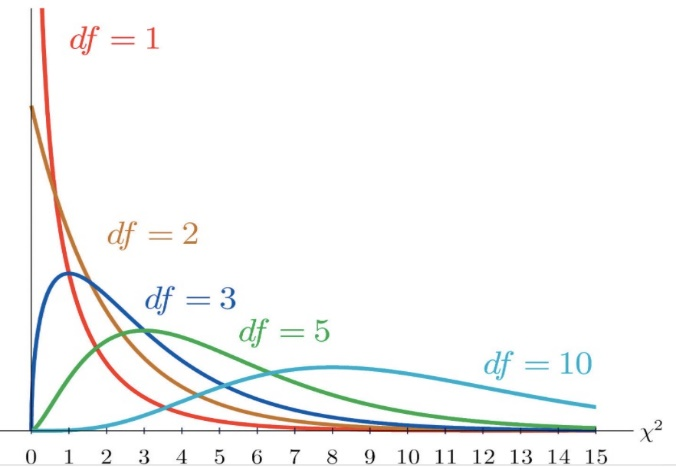 df = 1
df = 2
df = 3
df = 5
df = 10
χ²
0 1 2 3 4 5 6 7 8 9 10 11 12 13 14 15